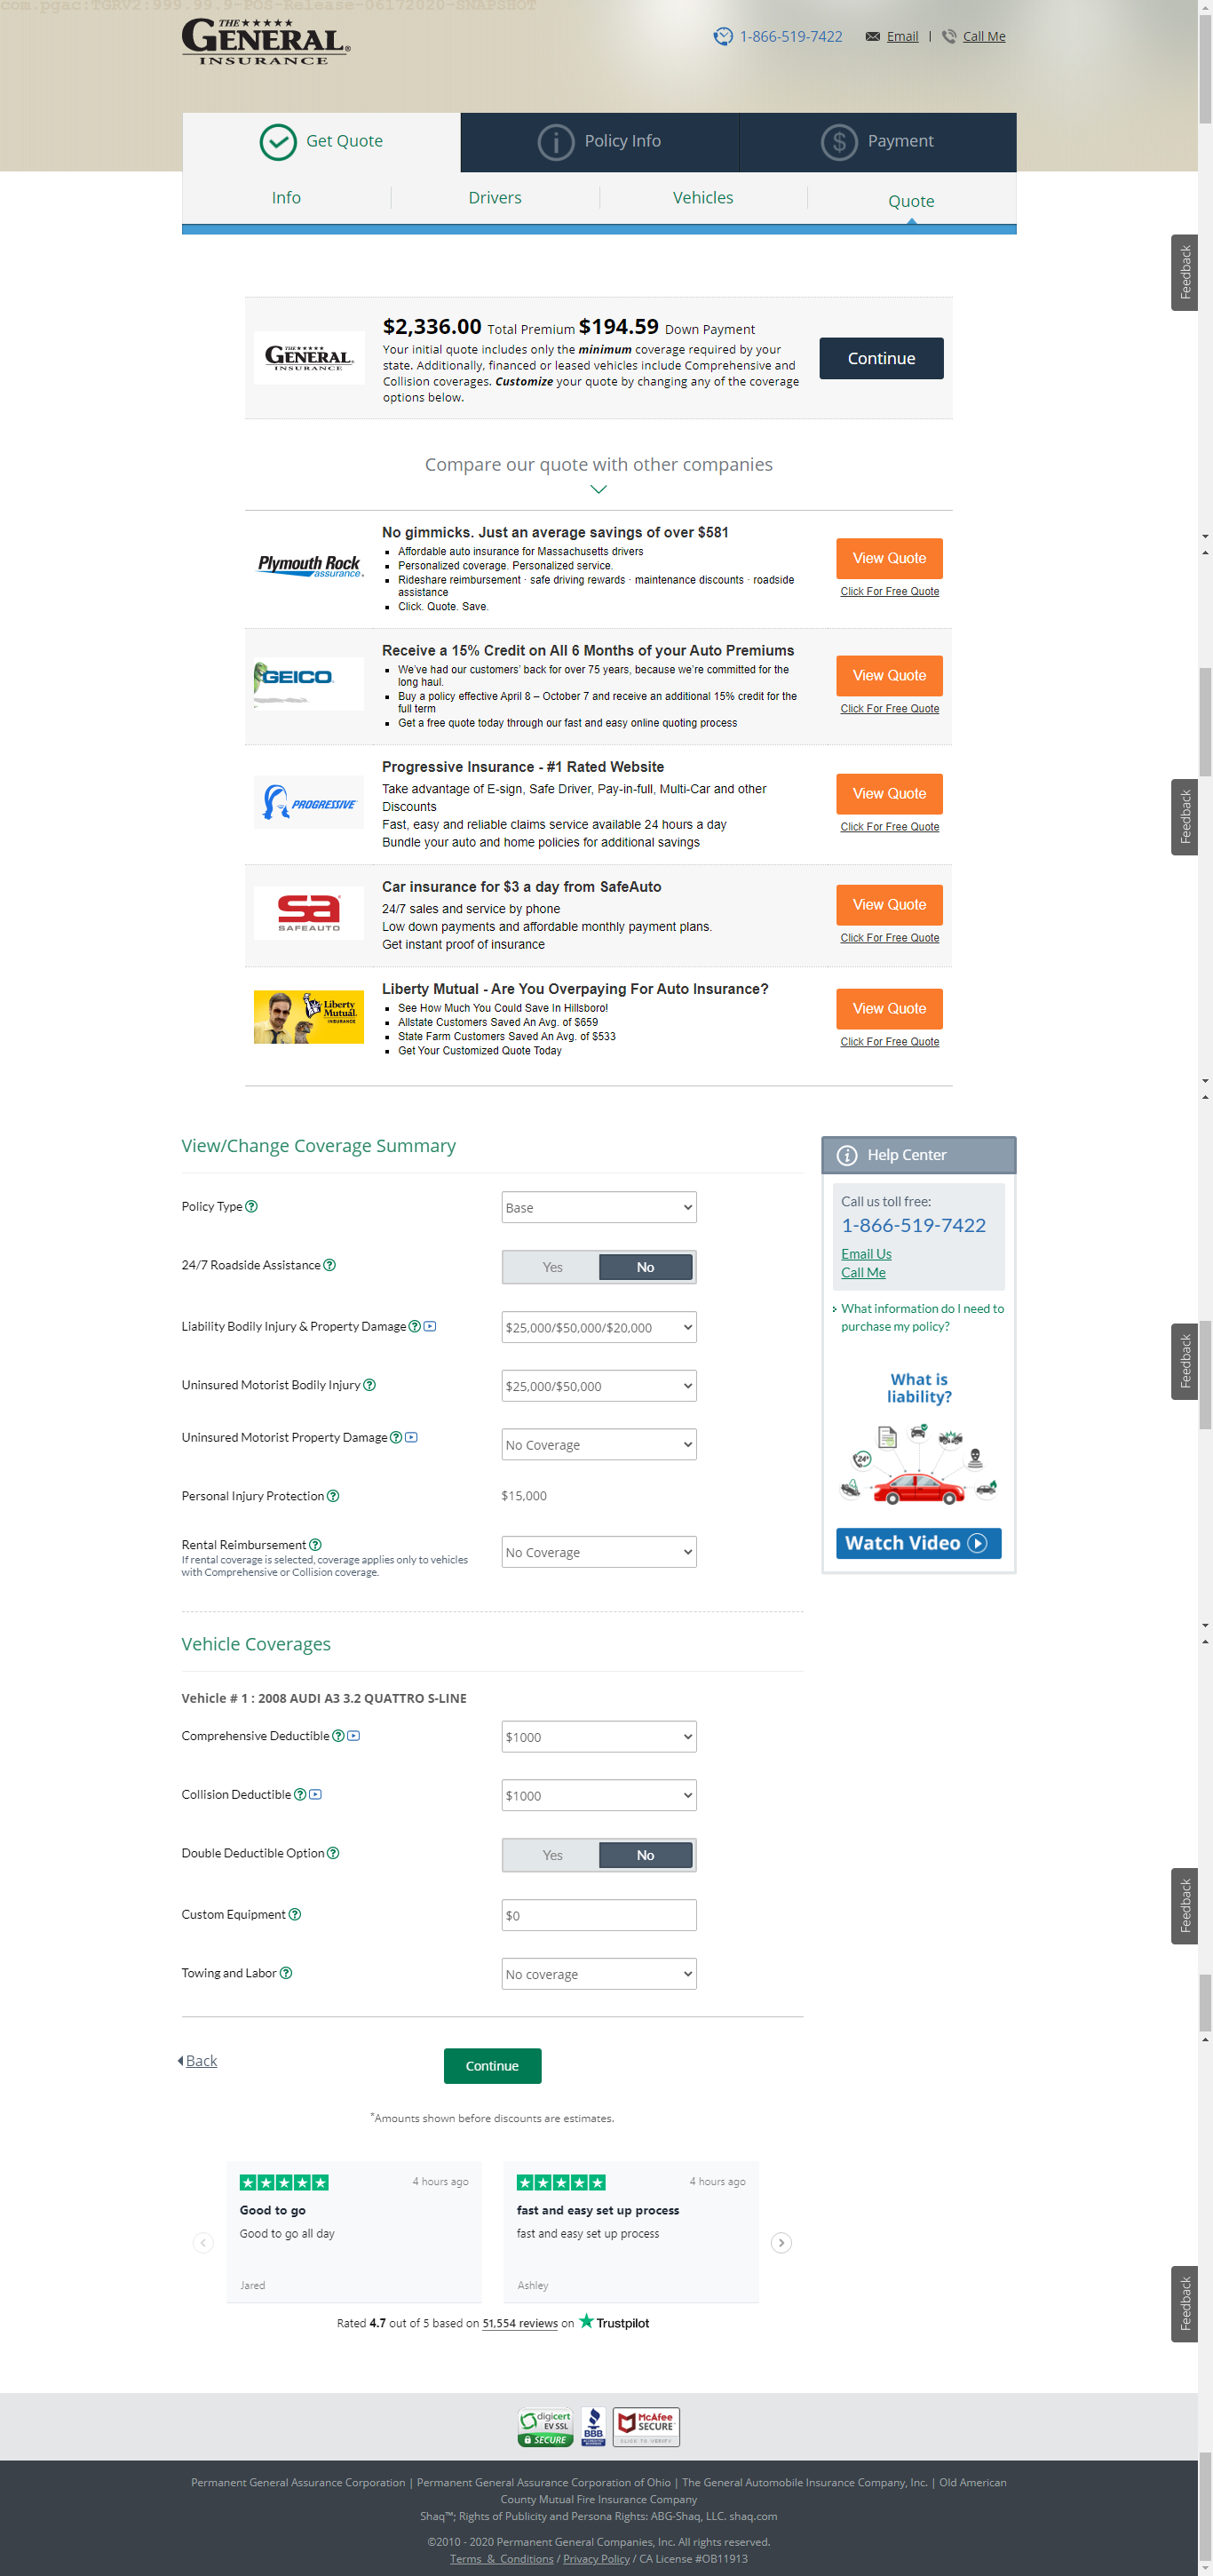 com.pgac:TGRV2:999.99.9-POS-Release-06172020-SNAPSHOT
THE
GENERAL®
INSURANCE
1-866-519-7422 Email | Call Me
Get Quote Policy Info Payment
Info Drivers Vehicles Quote
Feedback
THE
GENERAL®
INSURANCE
$2,336.00 Total Premium $194.59 Down Payment
Your initial quote includes only the minimum coverage required by your
state. Additionally, financed or leased vehicles include Comprehensive and
Collision coverages. Customize your quote by changing any of the coverage
options below.
Continue
Compare our quote with other companies
Plymouth Rock
assurance®
No gimmicks. Just an average savings of over $581
Affordable auto insurance for Massachusetts drivers
Personalized coverage. Personalized service.
Rideshare reimbursement · safe driving rewards · maintenance discounts · roadside
assistance
Click. Quote. Save.
View Quote
Click For Free Quote
GEICO
Receive a 15% Credit on All 6 Months of your Auto Premiums
We've had our customers' back for over 75 years, because we're committed for the
long haul.
Buy a policy effective April 8 – October 7 and receive an additional 15% credit for the
full term
Get a free quote today through our fast and easy online quoting process
View Quote
Click For Free Quote
PROGRESSIVE
Progressive Insurance - #1 Rated Website
Take advantage of E-sign, Safe Driver, Pay-in-full, Multi-Car and other
Discounts
Fast, easy and reliable claims service available 24 hours a day
Bundle your auto and home policies for additional savings
View Quote
Click For Free Quote
Feedback
sa
SAFEAUTO
Car insurance for $3 a day from SafeAuto
24/7 sales and service by phone
Low down payments and affordable monthly payment plans.
Get instant proof of insurance
View Quote
Click For Free Quote
Liberty
Mutual.
INSURANCE
Liberty Mutual - Are You Overpaying For Auto Insurance?
See How Much You Could Save In Hillsboro!
Allstate Customers Saved An Avg. of $659
State Farm Customers Saved An Avg. of $533
Get Your Customized Quote Today
View Quote
Click For Free Quote
View/Change Coverage Summary
Policy Type ? Base
24/7 Roadside Assistance ? Yes No
Liability Bodily Injury & Property Damage ? $25,000/$50,000/$20,000
Uninsured Motorist Bodily Injury ? $25,000/$50,000
Uninsured Motorist Property Damage ? No Coverage
Personal Injury Protection ? $15,000
Rental Reimbursement ? No Coverage
If rental coverage is selected, coverage applies only to vehicles
with Comprehensive or Collision coverage.
Help Center
Call us toll free:
1-866-519-7422
Email Us
Call Me
What information do I need to
purchase my policy?
What is
liability?
24*
Watch Video
Feedback
Vehicle Coverages
Vehicle # 1 : 2008 AUDI A3 3.2 QUATTRO S-LINE
Comprehensive Deductible ? $1000
Collision Deductible ? $1000
Double Deductible Option ? Yes No
Custom Equipment ? $0
Towing and Labor ? No coverage
Feedback
Back
Continue
*Amounts shown before discounts are estimates.
4 hours ago
Good to go
Good to go all day
Jared
4 hours ago
fast and easy set up process
fast and easy set up process
Ashley
Feedback
Rated 4.7 out of 5 based on 51,554 reviews on Trustpilot
digicert
EV SSL
SECURE
BBB
McAfee
SECURE
CLICK TO VERIFY
Permanent General Assurance Corporation | Permanent General Assurance Corporation of Ohio | The General Automobile Insurance Company, Inc. | Old American
County Mutual Fire Insurance Company
Shaq™; Rights of Publicity and Persona Rights: ABG-Shaq, LLC. shaq.com
©2010 - 2020 Permanent General Companies, Inc. All rights reserved.
Terms & Conditions / Privacy Policy / CA License #OB11913